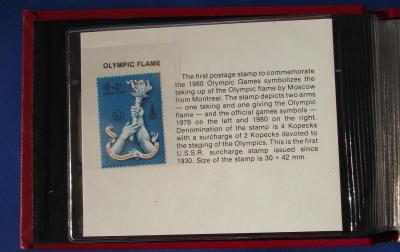 OLYMPIC FLAME
4+2
The first postage stamp to commemorate
the 1980 Olympic Games symbolizes the
taking up of the Olympic flame by Moscow
from Montreal. The stamp depicts two arms
— one taking and one giving the Olympic
flame — and the official games symbols —
1976 on the left and 1980 on the right.
Denomination of the stamp is 4 Kopecks
with a surcharge of 2 Kopecks devoted to
the staging of the Olympics. This is the first
U.S.S.R. surcharge stamp issued since
1930. Size of the stamp is 30 × 42 mm.